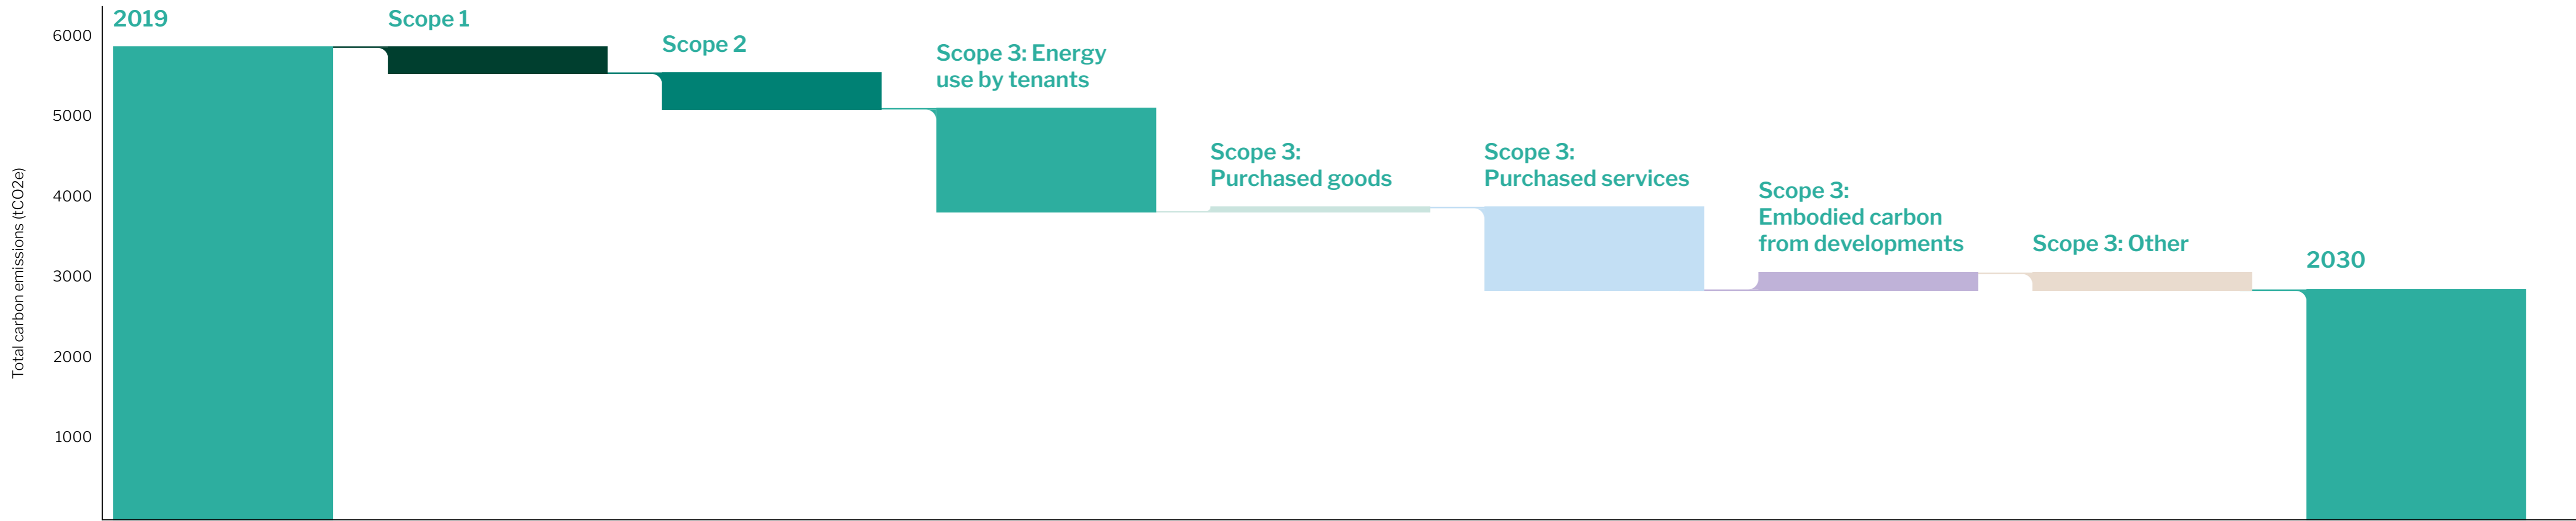 2019
Scope 1
Scope 2
Scope 3: Energy
use by tenants
Scope 3:
Purchased goods
Scope 3:
Purchased services
Scope 3:
Embodied carbon
from developments
Scope 3: Other
2030
Total carbon emissions (tCO2e)
6000
5000
4000
3000
2000
1000